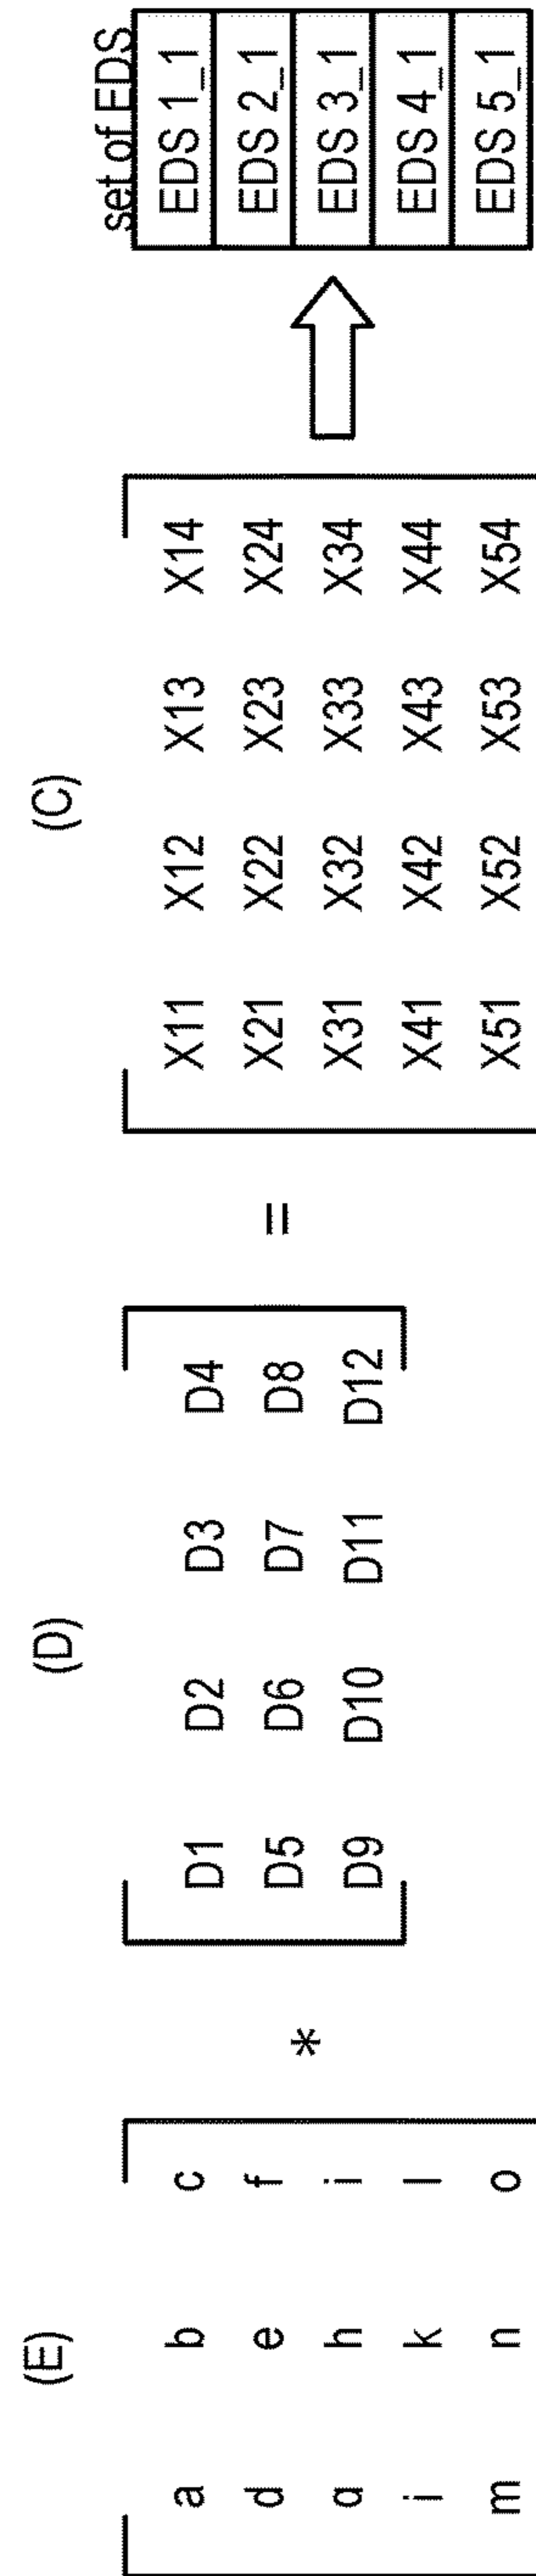 (E) (D) (C) set of EDS
a b c D1 D2 D3 D4 X11 X12 X13 X14 EDS 1_1
d e f * D5 D6 D7 D8 = X21 X22 X23 X24 EDS 2_1
g h i D9 D10 D11 D12 X31 X32 X33 X34 EDS 3_1
j k l X41 X42 X43 X44 EDS 4_1
m n o X51 X52 X53 X54 EDS 5_1